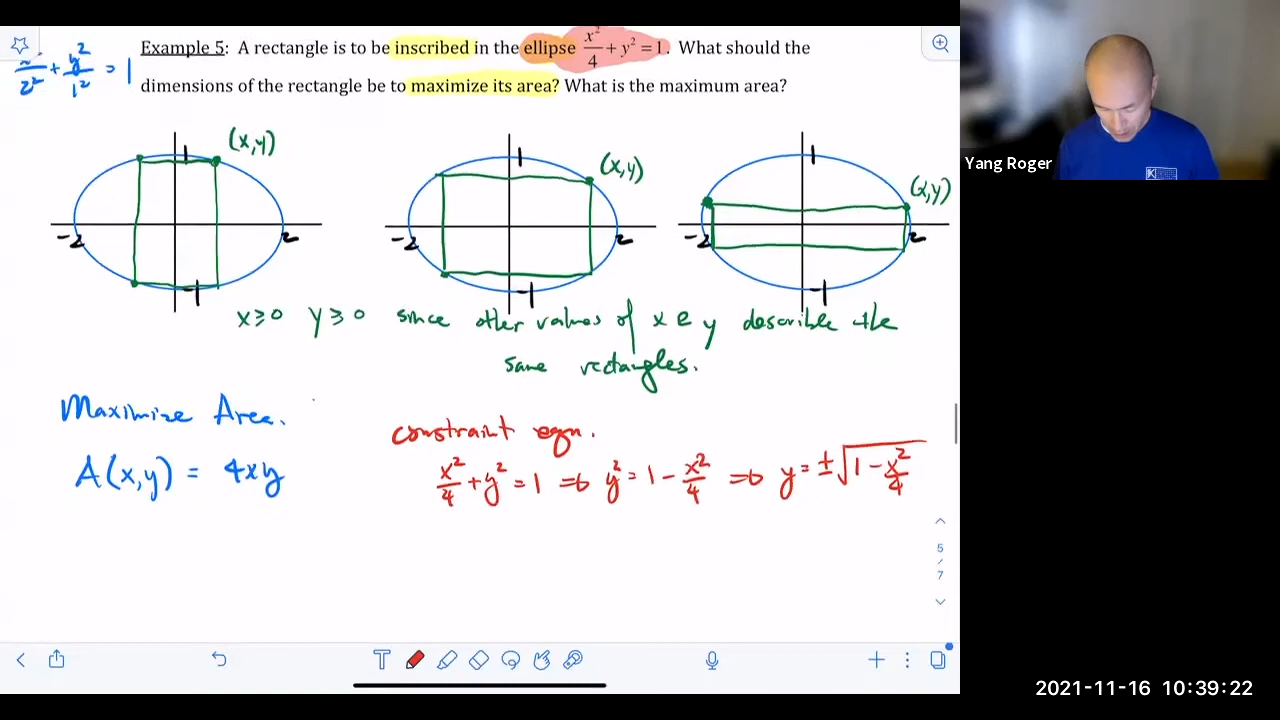 x²/2² + y²/1² = 1
Example 5: A rectangle is to be inscribed in the ellipse x²/4 + y² = 1. What should the
dimensions of the rectangle be to maximize its area? What is the maximum area?
Yang Roger
(x,y) (x,y) (x,y)
1 1 1
-2 2 -2 2 -2 2
-1 -1 -1
x ≥ 0 y ≥ 0 since other values of x & y describe the
same rectangles.
Maximize Area.
constraint eqn.
A(x,y) = 4xy
x²/4 + y² = 1 ⇒ y² = 1 - x²/4 ⇒ y = ±√(1 - x²/4)
5
/
7
T
2021-11-16 10:39:22